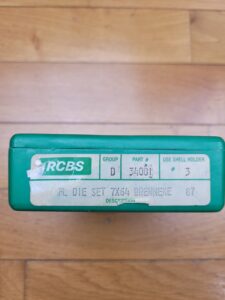 RCBS GROUP PART # USE SHELL HOLDER
D 34001 # 3
FL DIE SET 7X64 BRENNEKE 87
DESCRIPTION